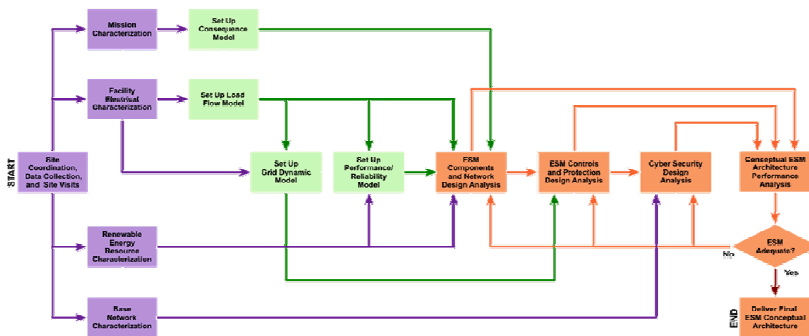 Mission
Characterization
Set Up
Consequence
Model
Facility
Electrical
Characterization
Set Up Load
Flow Model
START
Site
Coordination,
Data Collection,
and Site Visits
Set Up
Grid Dynamic
Model
Set Up
Performance/
Reliability
Model
ESM
Components
and Network
Design Analysis
ESM Controls
and Protection
Design Analysis
Cyber Security
Design
Analysis
Conceptual ESM
Architecture
Performance
Analysis
Renewable
Energy
Resource
Characterization
ESM
Adequate?
No
Yes
Base
Network
Characterization
END
Deliver Final
ESM Conceptual
Architecture